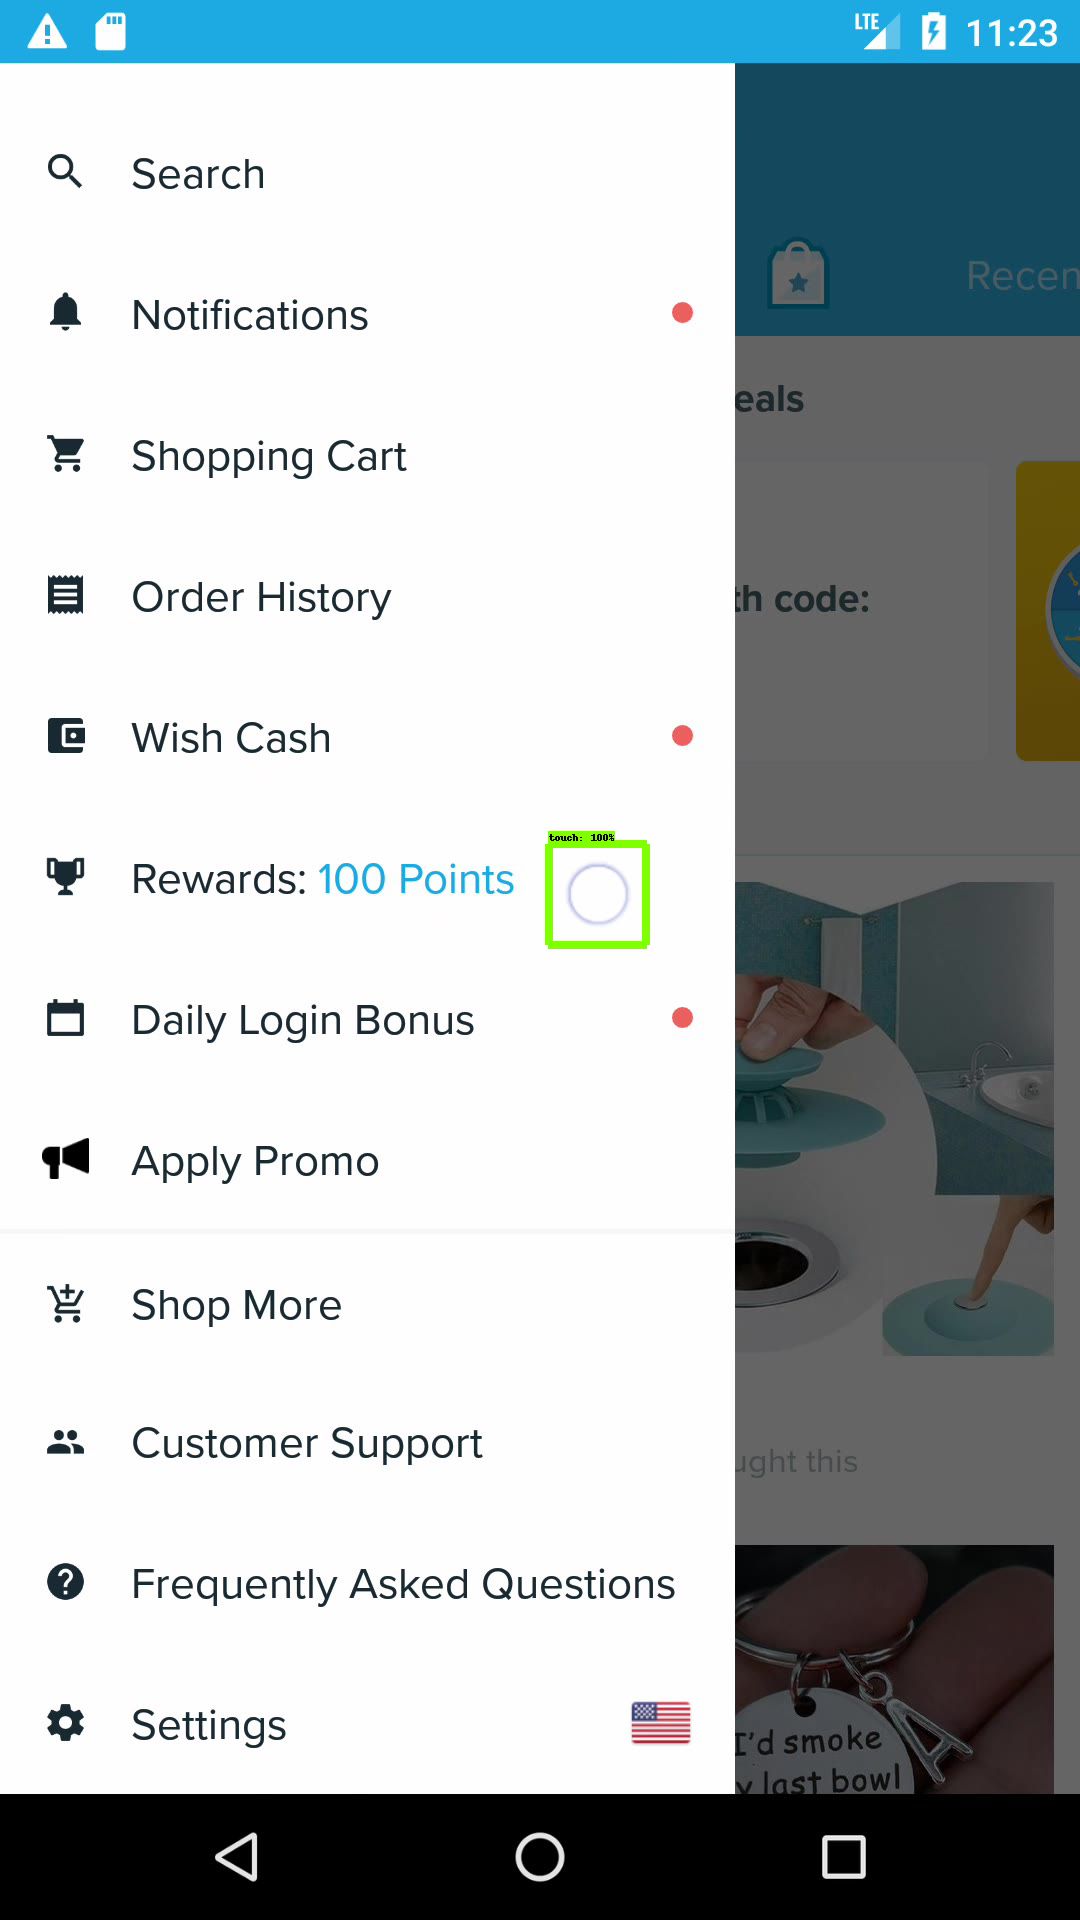 LTE 11:23
Search
Recen
Notifications
eals
Shopping Cart
th code:
Order History
Wish Cash
touch: 100%
Rewards: 100 Points
Daily Login Bonus
Apply Promo
Shop More
Customer Support
ught this
Frequently Asked Questions
Settings
I'd smoke
y last bowl
A